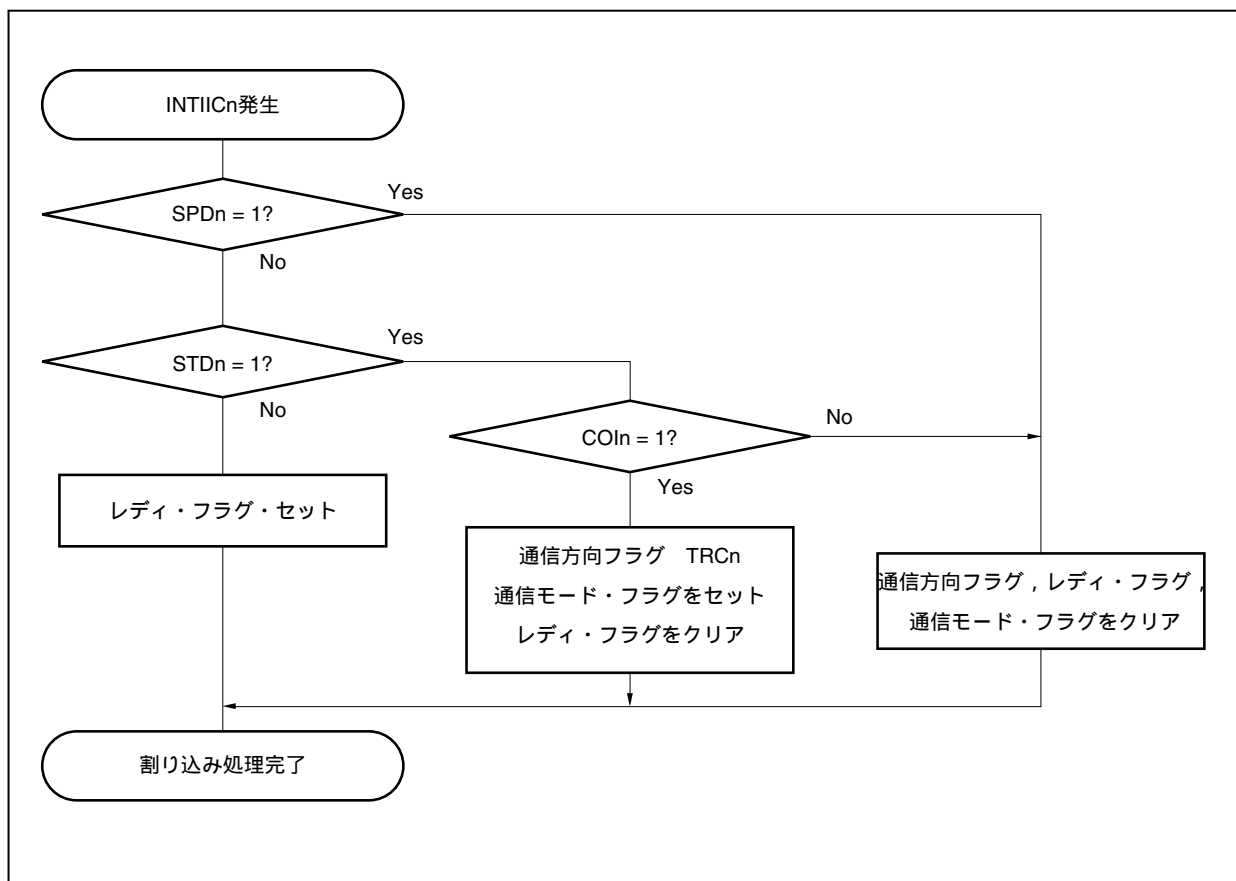 INTIICn発生
SPDn = 1?
Yes
No
STDn = 1?
Yes
No
COIn = 1?
No
Yes
レディ・フラグ・セット
通信方向フラグ　TRCn
通信モード・フラグをセット
レディ・フラグをクリア
通信方向フラグ，レディ・フラグ，
通信モード・フラグをクリア
割り込み処理完了